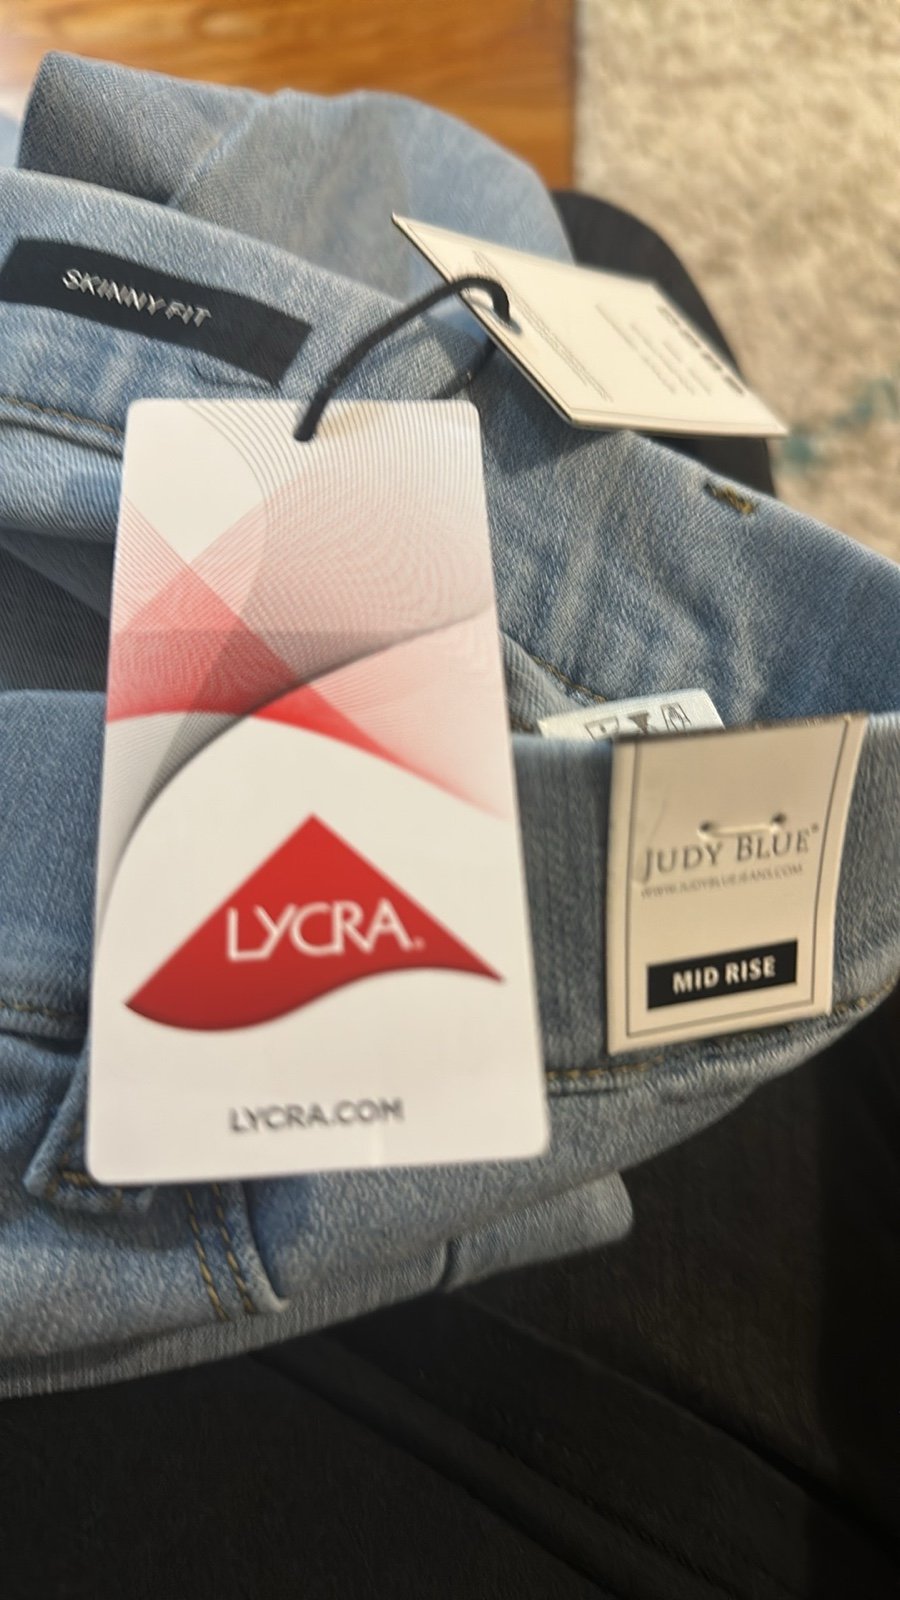 SKINNY FIT
LYCRA®
LYCRA.COM
JUDY BLUE®
WWW.JUDYBLUEJEANS.COM
MID RISE